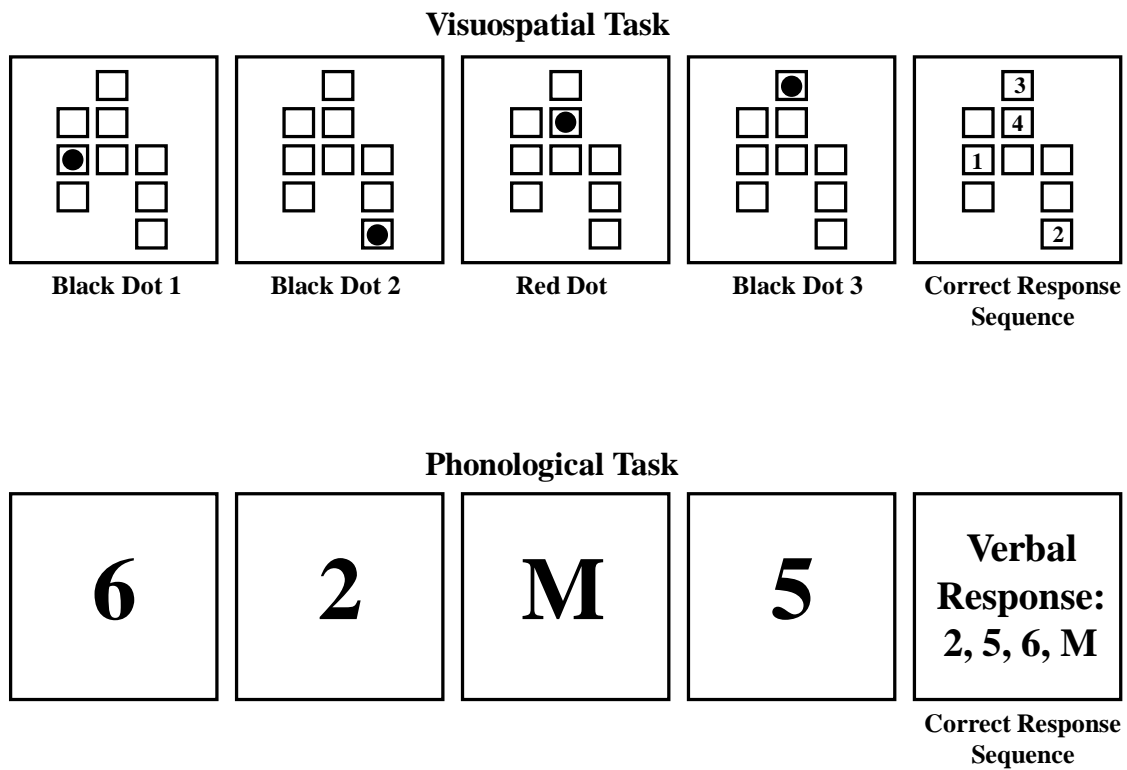 Visuospatial Task
3
4
1
2
Black Dot 1
Black Dot 2
Red Dot
Black Dot 3
Correct Response
Sequence
Phonological Task
6
2
M
5
Verbal
Response:
2, 5, 6, M
Correct Response
Sequence